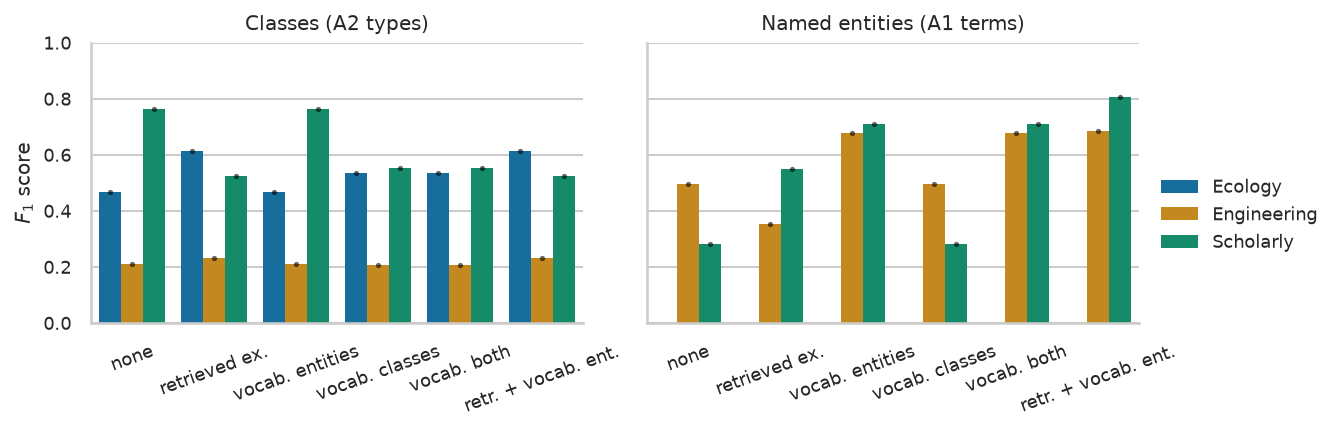 Classes (A2 types)
Named entities (A1 terms)
1.0
0.8
0.6
0.4
0.2
0.0
F1 score
none
retrieved ex.
vocab. entities
vocab. classes
vocab. both
retr. + vocab. ent.
none
retrieved ex.
vocab. entities
vocab. classes
vocab. both
retr. + vocab. ent.
Ecology
Engineering
Scholarly